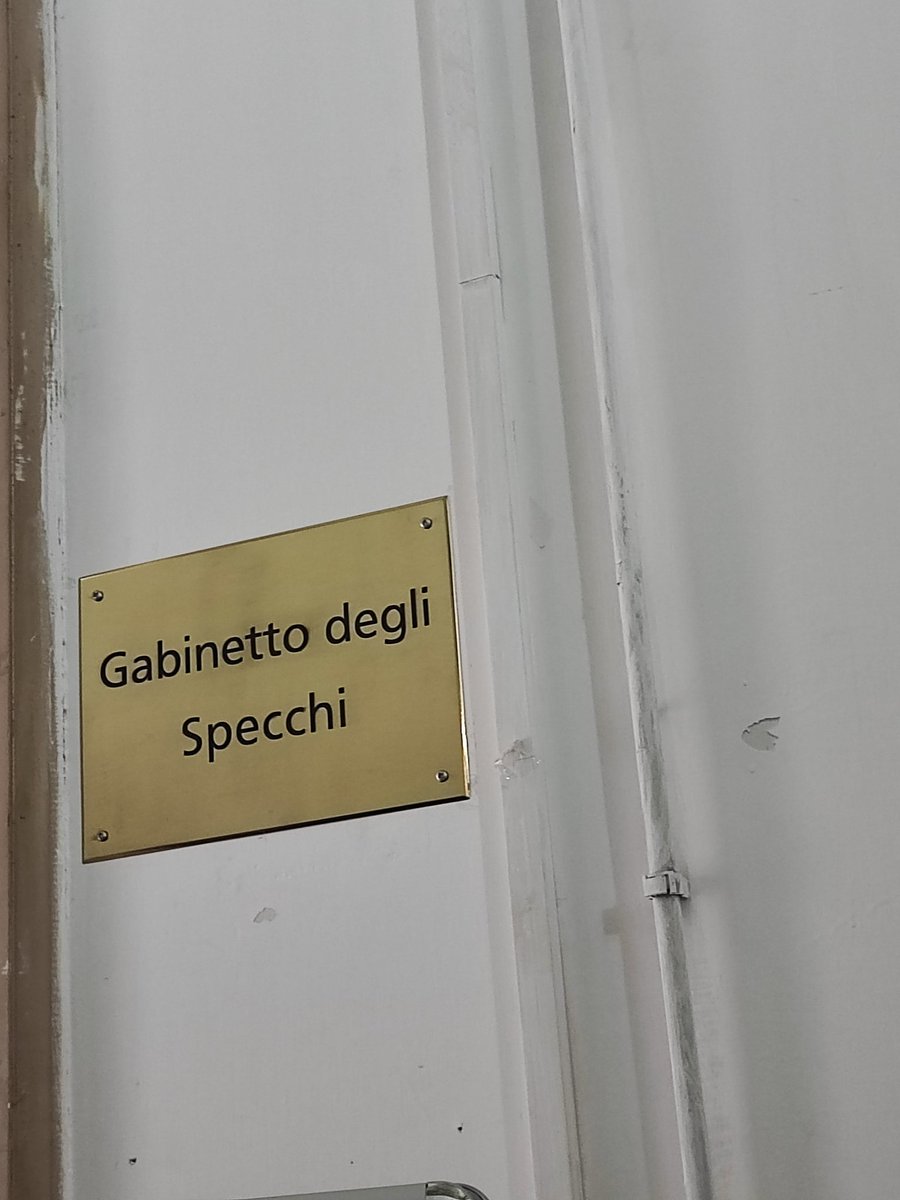 Gabinetto degli
Specchi